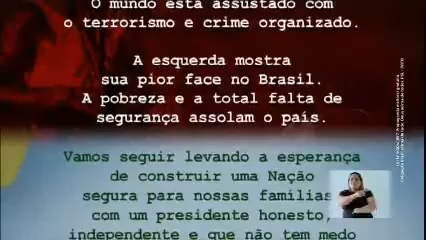 O mundo está assustado com
o terrorismo e crime organizado.
A esquerda mostra
sua pior face no Brasil.
A pobreza e a total falta de
segurança assolam o país.
Vamos seguir levando a esperança
de construir uma Nação
segura para nossas famílias
com um presidente honesto,
independente e que não tem medo